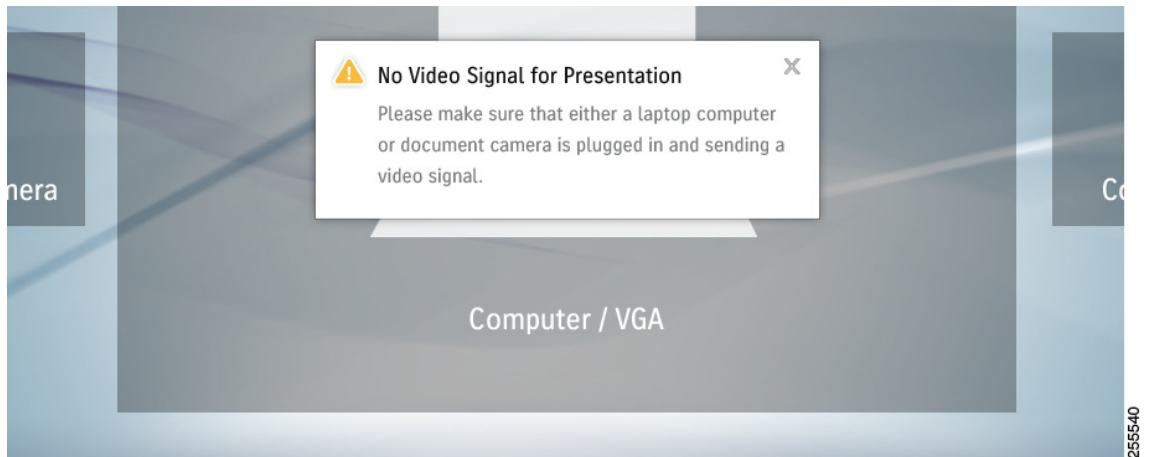 No Video Signal for Presentation
X
Please make sure that either a laptop computer
or document camera is plugged in and sending a
video signal.
mera
Co
Computer / VGA
255540